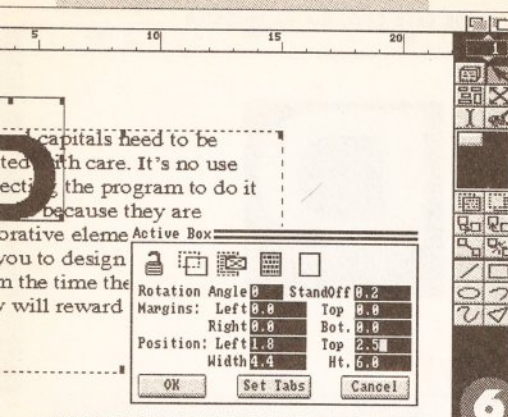 5 10 15 20
1
capitals need to be
ted with care. It's no use
ecting the program to do it
because they are
orative eleme
you to design
m the time the
y will reward
Active Box
Rotation Angle 0 StandOff 0.2
Margins: Left 0.0 Top 0.0
Right 0.0 Bot. 0.0
Position: Left 1.8 Top 2.5
Width 4.4 Ht. 6.0
OK Set Tabs Cancel
6